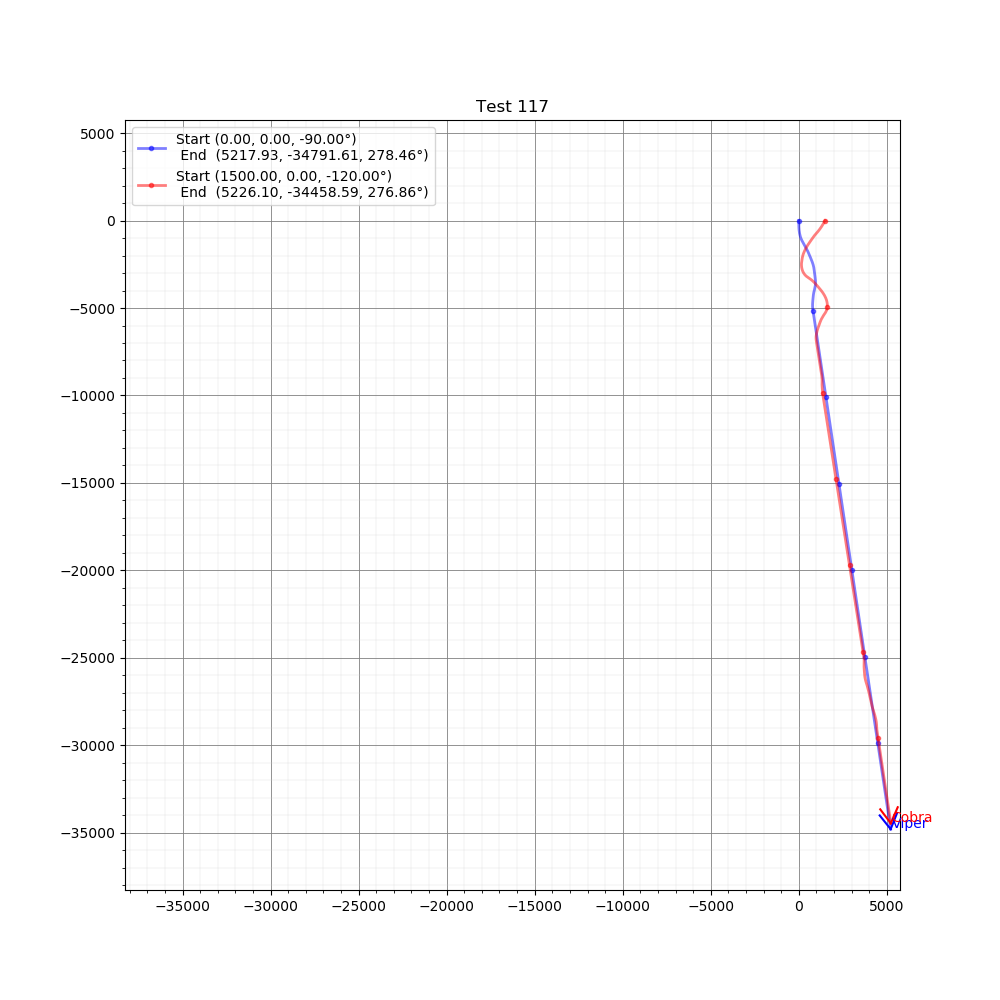 Test 117
Start (0.00, 0.00, -90.00°)
End (5217.93, -34791.61, 278.46°)
Start (1500.00, 0.00, -120.00°)
End (5226.10, -34458.59, 276.86°)
5000
0
−5000
−10000
−15000
−20000
−25000
−30000
−35000
Cobra
Viper
−35000 −30000 −25000 −20000 −15000 −10000 −5000 0 5000